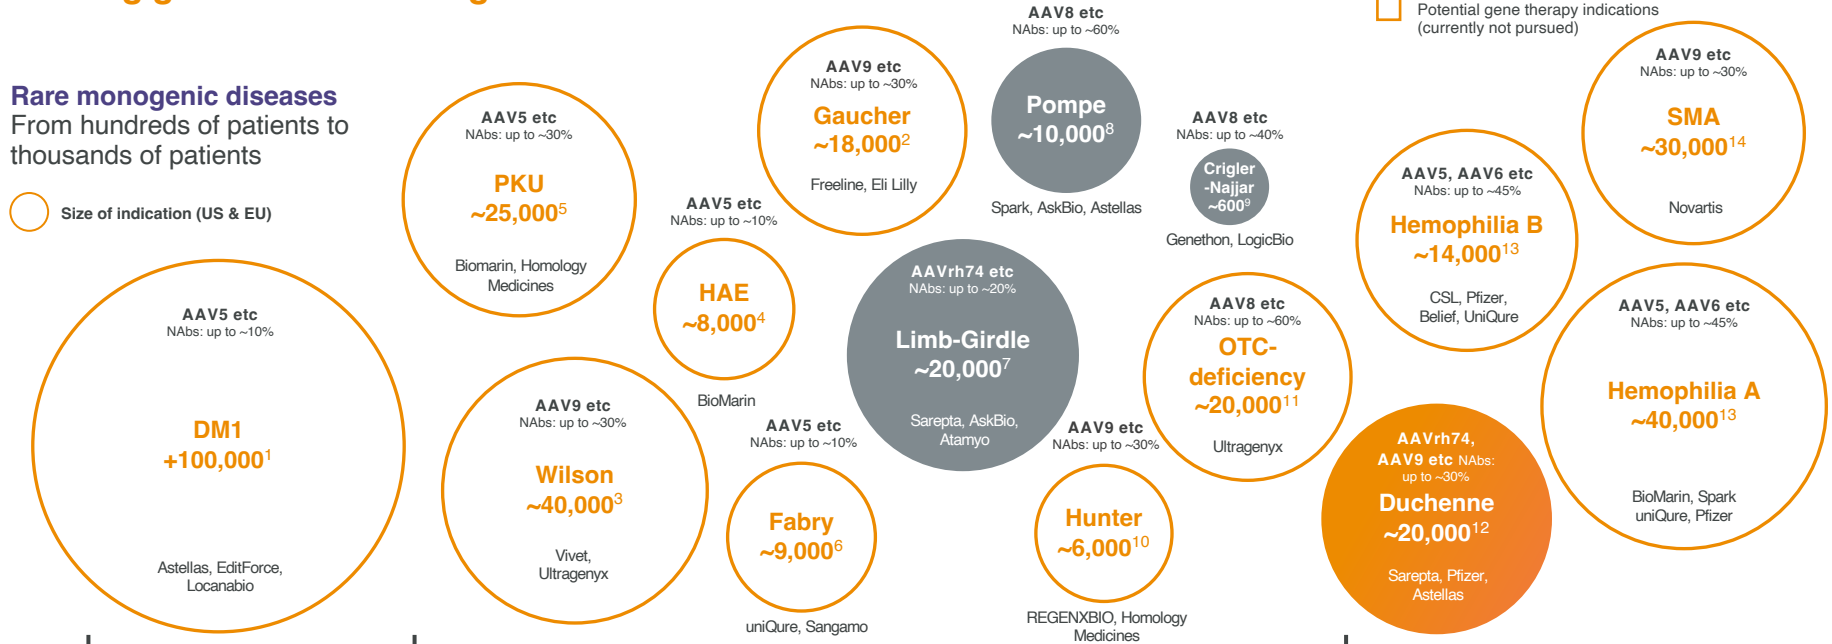 Potential gene therapy indications
(currently not pursued)
Rare monogenic diseases
From hundreds of patients to
thousands of patients
Size of indication (US & EU)
AAV5 etc
NAbs: up to ~10%
DM1
+100,000¹
Astellas, EditForce,
Locanabio
AAV5 etc
NAbs: up to ~30%
PKU
~25,000⁵
Biomarin, Homology
Medicines
AAV9 etc
NAbs: up to ~30%
Wilson
~40,000³
Vivet,
Ultragenyx
AAV5 etc
NAbs: up to ~10%
HAE
~8,000⁴
BioMarin
AAV9 etc
NAbs: up to ~30%
Gaucher
~18,000²
Freeline, Eli Lilly
AAV5 etc
NAbs: up to ~10%
Fabry
~9,000⁶
uniQure, Sangamo
AAVrh74 etc
NAbs: up to ~20%
Limb-Girdle
~20,000⁷
Sarepta, AskBio,
Atamyo
AAV8 etc
NAbs: up to ~60%
Pompe
~10,000⁸
Spark, AskBio, Astellas
AAV8 etc
NAbs: up to ~40%
Crigler
-Najjar
~600⁹
Genethon, LogicBio
AAV9 etc
NAbs: up to ~30%
Hunter
~6,000¹⁰
REGENXBIO, Homology
Medicines
AAV8 etc
NAbs: up to ~60%
OTC-
deficiency
~20,000¹¹
Ultragenyx
AAV5, AAV6 etc
NAbs: up to ~45%
Hemophilia B
~14,000¹³
CSL, Pfizer,
Belief, UniQure
AAVrh74,
AAV9 etc NAbs:
up to ~30%
Duchenne
~20,000¹²
Sarepta, Pfizer,
Astellas
AAV9 etc
NAbs: up to ~30%
SMA
~30,000¹⁴
Novartis
AAV5, AAV6 etc
NAbs: up to ~45%
Hemophilia A
~40,000¹³
BioMarin, Spark
uniQure, Pfizer